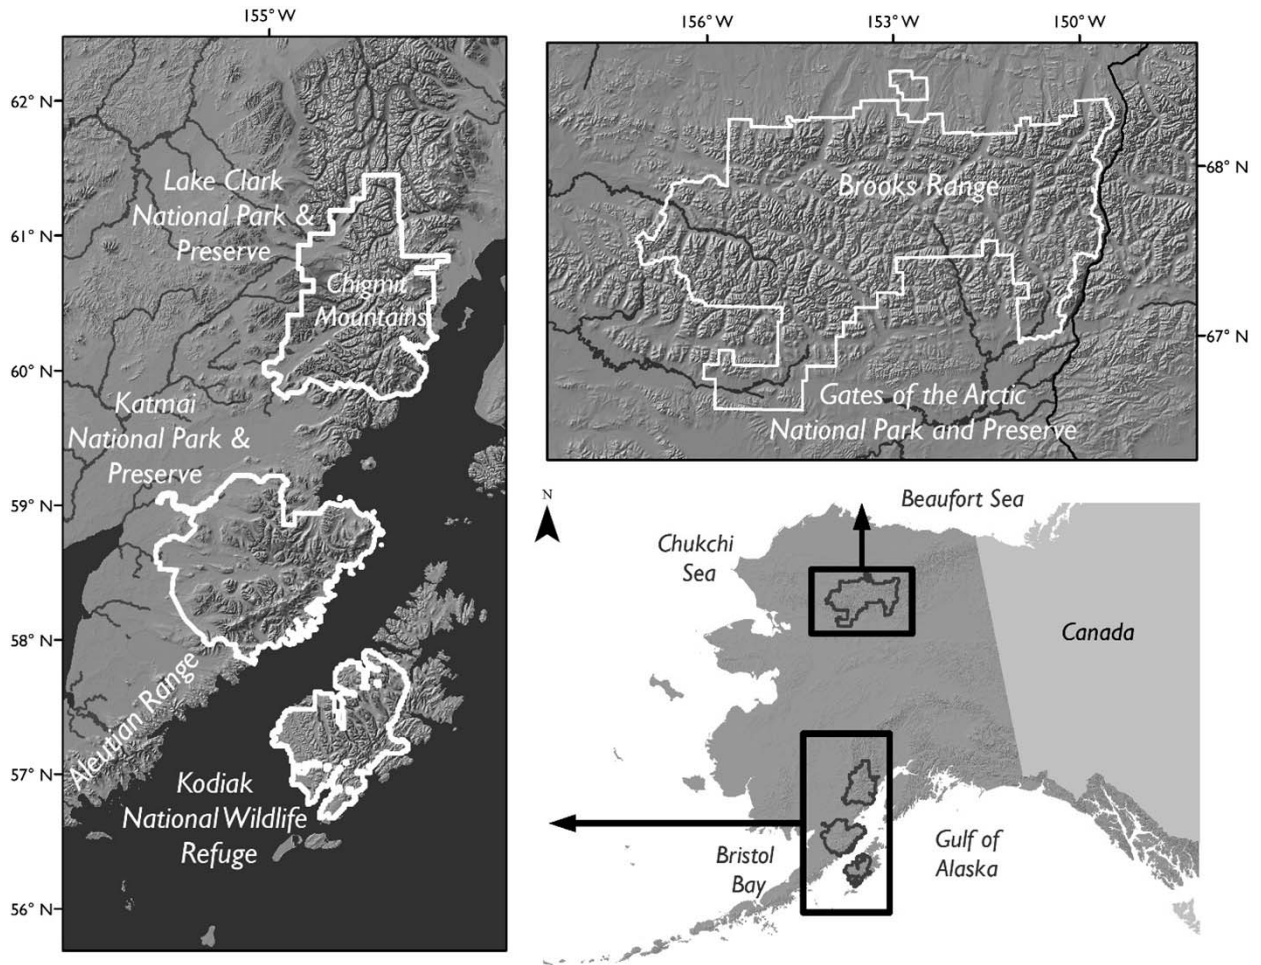 155° W
62° N
61° N
60° N
59° N
58° N
57° N
56° N
Lake Clark
National Park &
Preserve
Chigmit
Mountains
Katmai
National Park &
Preserve
Aleutian Range
Kodiak
National Wildlife
Refuge
156° W
153° W
150° W
68° N
67° N
Brooks Range
Gates of the Arctic
National Park and Preserve
N
Beaufort Sea
Chukchi
Sea
Canada
Bristol
Bay
Gulf of
Alaska